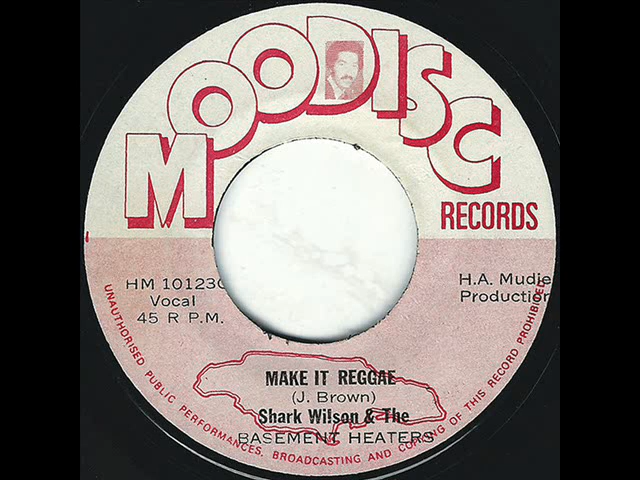 MOODISC
RECORDS
HM 10123C
Vocal
45 R P.M.
H.A. Mudie
Production
MAKE IT REGGAE
(J. Brown)
Shark Wilson & The
BASEMENT HEATERS
UNAUTHORISED PUBLIC PERFORMANCES, BROADCASTING AND COPYING OF THIS RECORD PROHIBITED